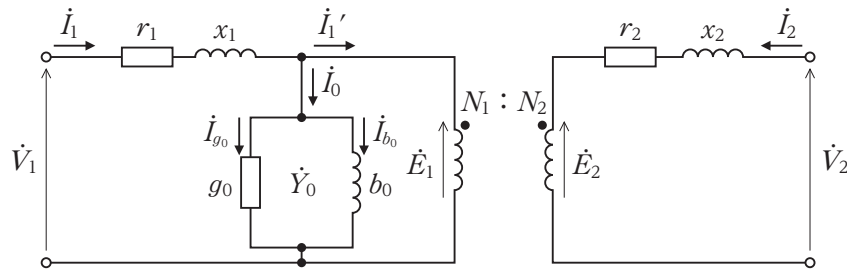 İ₁ r₁ x₁ İ₁′ r₂ x₂ İ₂
İ₀
N₁ : N₂
İg₀ İb₀
V̇₁ g₀ Ẏ₀ b₀ Ė₁ Ė₂ V̇₂